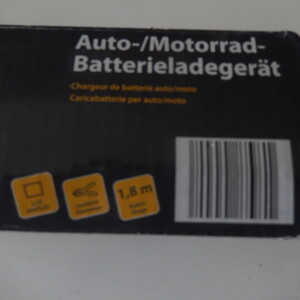 Auto-/Motorrad-
Batterieladegerät
-Chargeur de batterie auto/moto
Caricabatterie per auto/moto
1,8 m